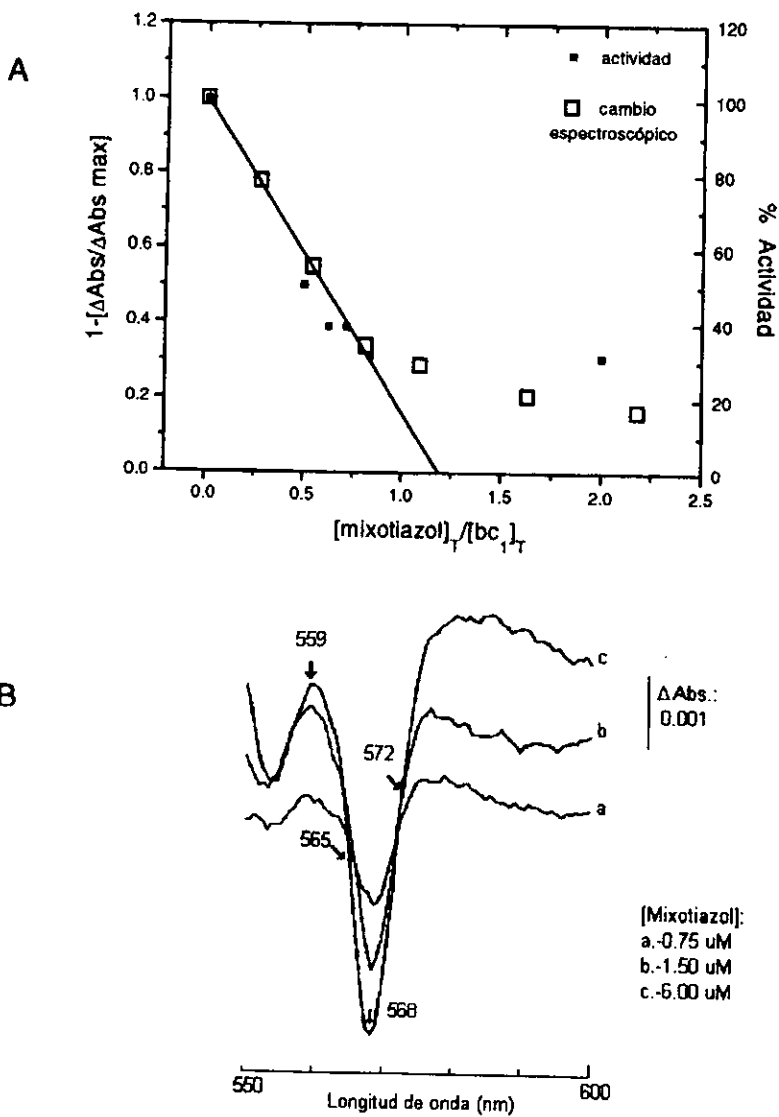 A
1.2
1.0
0.8
0.6
0.4
0.2
0.0
1-[ΔAbs/ΔAbs max]
120
100
80
60
40
20
0
% Actividad
actividad
cambio
espectroscópico
0.0 0.5 1.0 1.5 2.0 2.5
[mixotiazol]T/[bc1]T
B
559
572
565
568
c
b
a
ΔAbs.:
0.001
[Mixotiazol]:
a.-0.75 uM
b.-1.50 uM
c.-6.00 uM
550 600
Longitud de onda (nm)